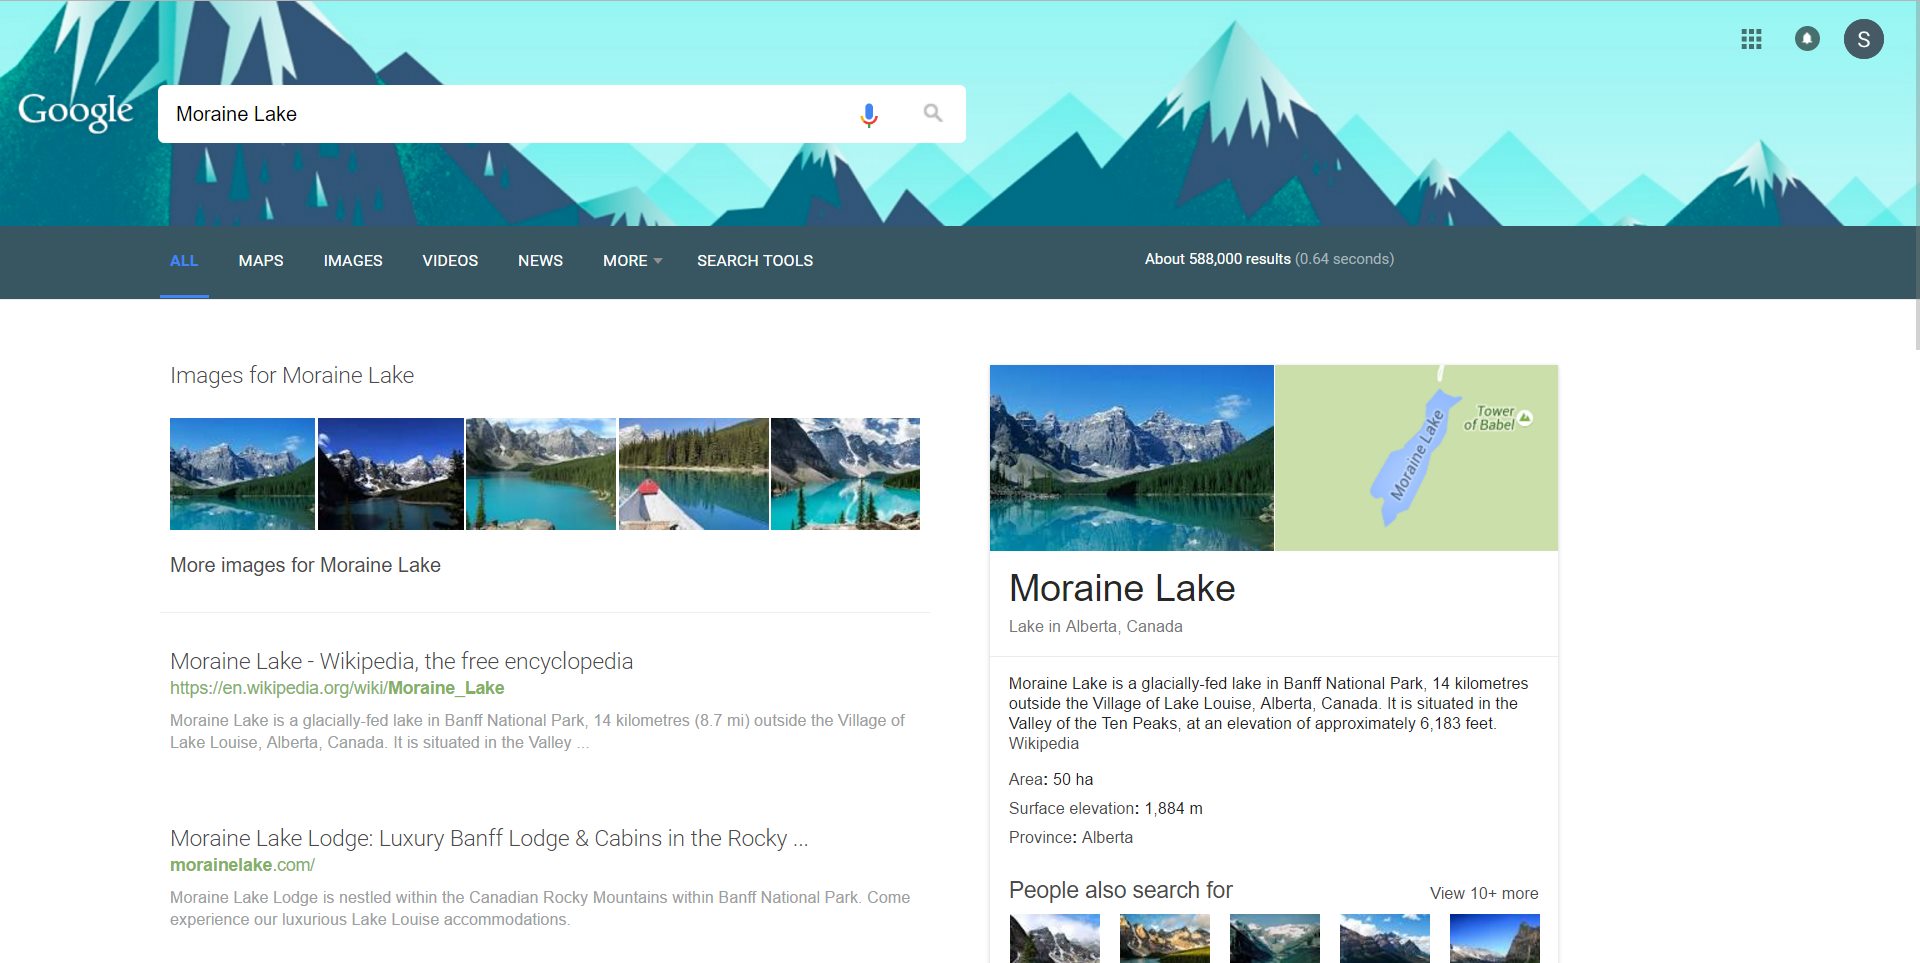 S
Google
Moraine Lake
ALL MAPS IMAGES VIDEOS NEWS MORE SEARCH TOOLS
About 588,000 results (0.64 seconds)
Images for Moraine Lake
More images for Moraine Lake
Moraine Lake - Wikipedia, the free encyclopedia
https://en.wikipedia.org/wiki/Moraine_Lake
Moraine Lake is a glacially-fed lake in Banff National Park, 14 kilometres (8.7 mi) outside the Village of
Lake Louise, Alberta, Canada. It is situated in the Valley ...
Moraine Lake Lodge: Luxury Banff Lodge & Cabins in the Rocky ...
morainelake.com/
Moraine Lake Lodge is nestled within the Canadian Rocky Mountains within Banff National Park. Come
experience our luxurious Lake Louise accommodations.
Moraine Lake
Tower
of Babel
Moraine Lake
Lake in Alberta, Canada
Moraine Lake is a glacially-fed lake in Banff National Park, 14 kilometres
outside the Village of Lake Louise, Alberta, Canada. It is situated in the
Valley of the Ten Peaks, at an elevation of approximately 6,183 feet.
Wikipedia
Area: 50 ha
Surface elevation: 1,884 m
Province: Alberta
People also search for
View 10+ more